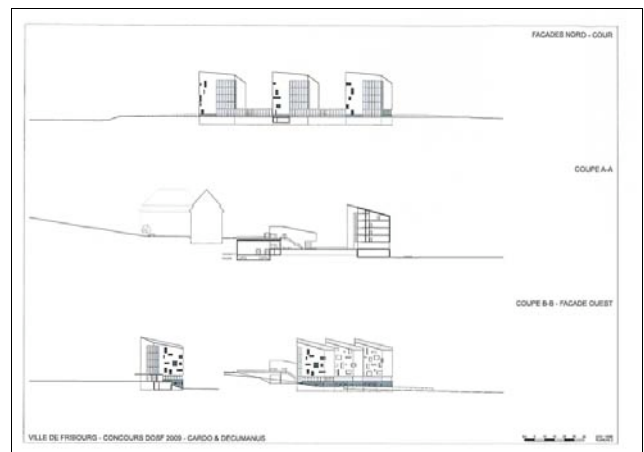 FACADES NORD - COUR
COUPE A-A
COUPE B-B - FACADE OUEST
VILLE DE FRIBOURG - CONCOURS DOSF 2009 - CARDO & DECUMANUS